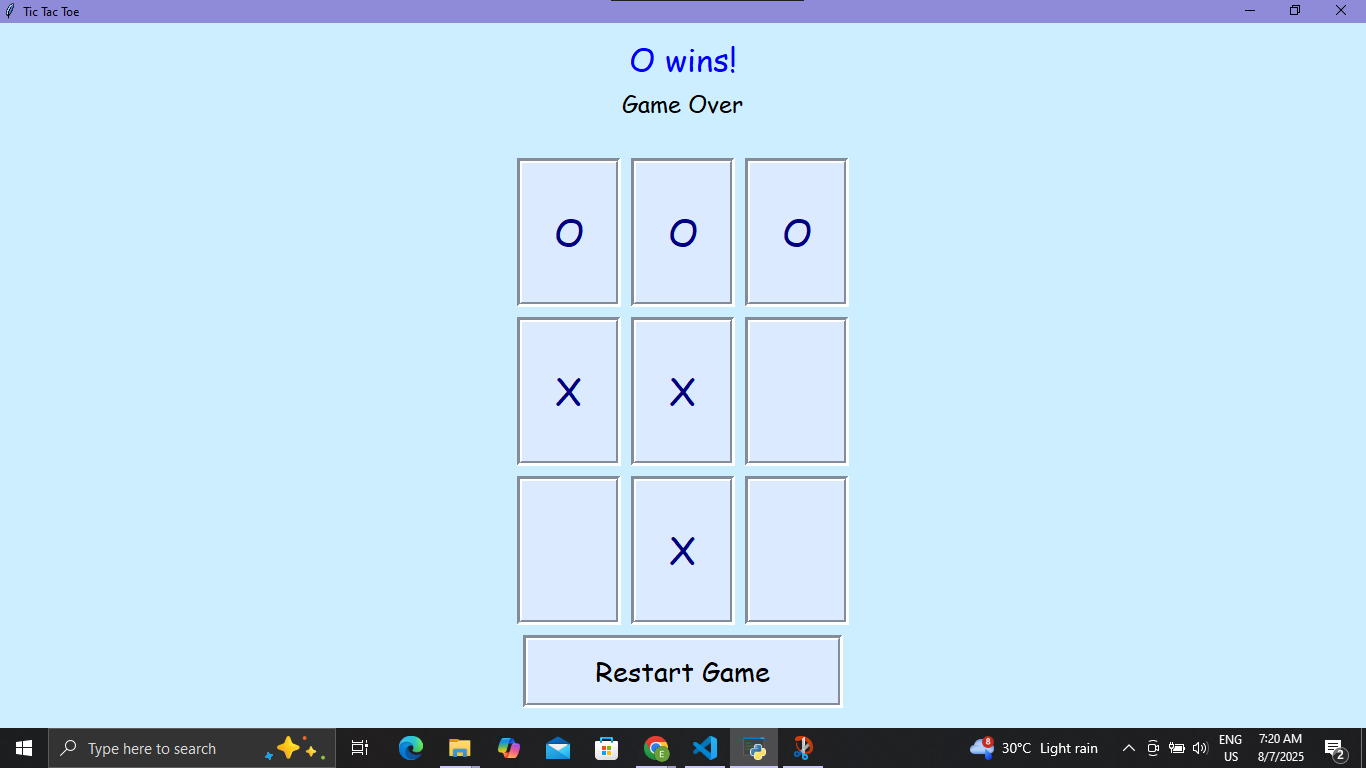 Tic Tac Toe
O wins!
Game Over
O O O
X X
X
Restart Game
Type here to search
8
30°C Light rain
ENG
US
7:20 AM
8/7/2025
2
E